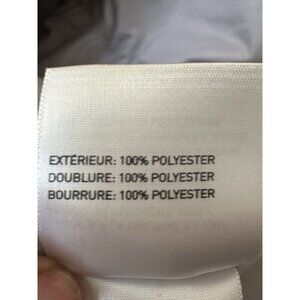 EXTÉRIEUR: 100% POLYESTER
DOUBLURE: 100% POLYESTER
BOURRURE: 100% POLYESTER